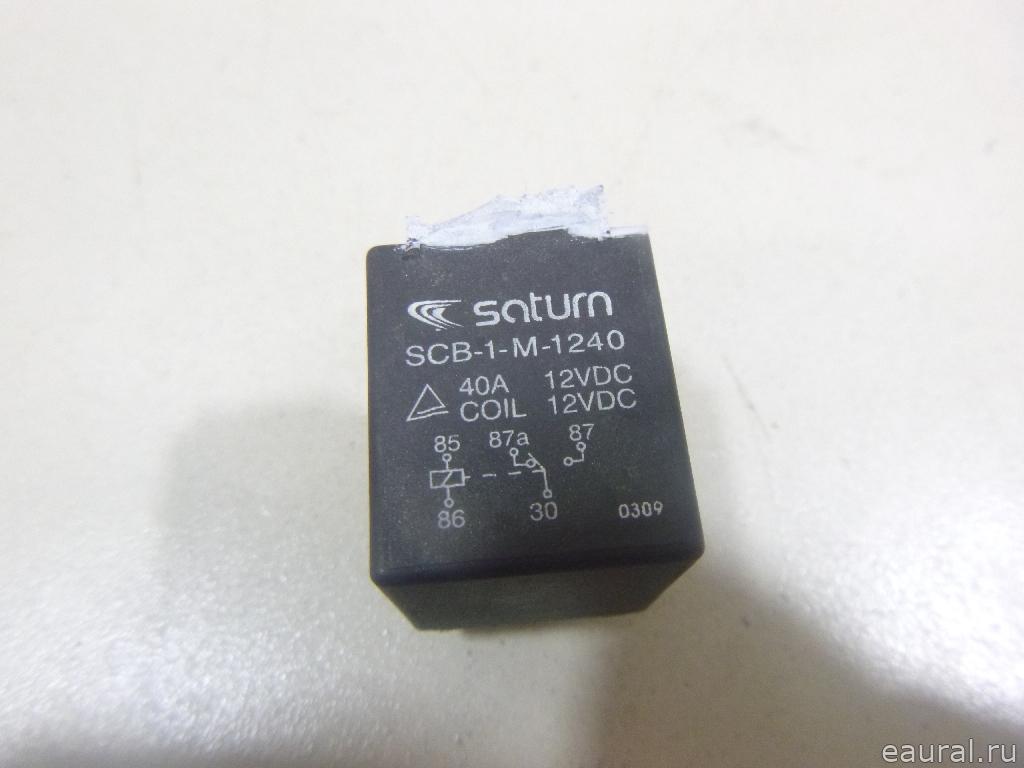 saturn
SCB-1-M-1240
40A 12VDC
COIL 12VDC
85 87a 87
86 30 0309
eaural.ru